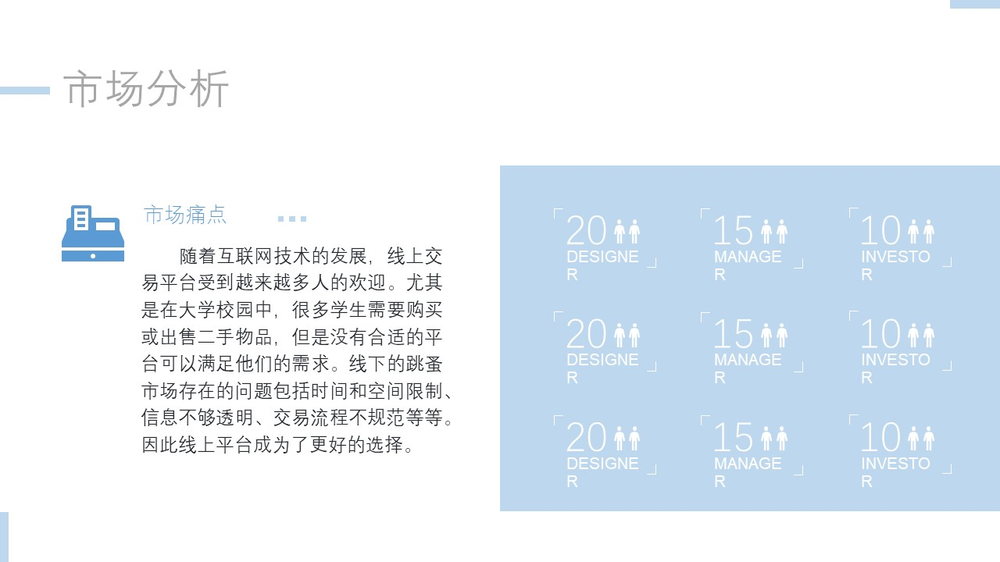 市场分析
市场痛点
随着互联网技术的发展，线上交
易平台受到越来越多人的欢迎。尤其
是在大学校园中，很多学生需要购买
或出售二手物品，但是没有合适的平
台可以满足他们的需求。线下的跳蚤
市场存在的问题包括时间和空间限制、
信息不够透明、交易流程不规范等等。
因此线上平台成为了更好的选择。
20
DESIGNE
R
15
MANAGE
R
10
INVESTO
R
20
DESIGNE
R
15
MANAGE
R
10
INVESTO
R
20
DESIGNE
R
15
MANAGE
R
10
INVESTO
R